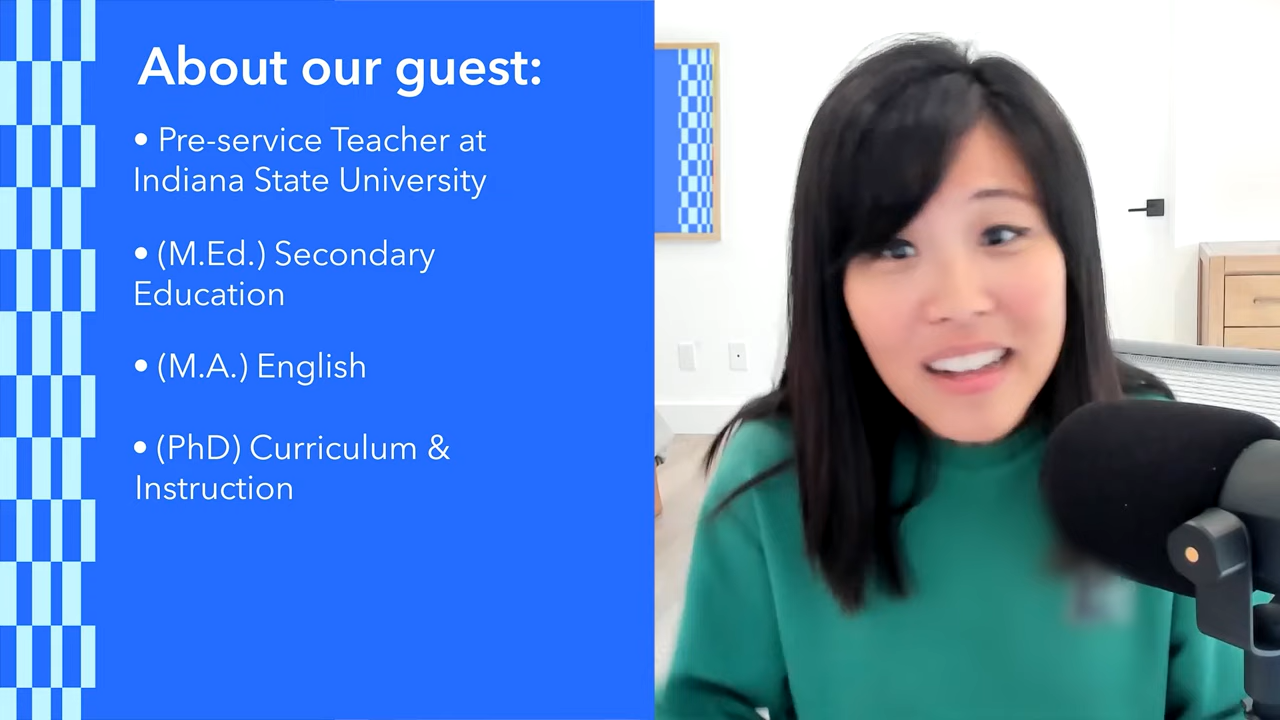 About our guest:
• Pre-service Teacher at
Indiana State University
• (M.Ed.) Secondary
Education
• (M.A.) English
• (PhD) Curriculum &
Instruction